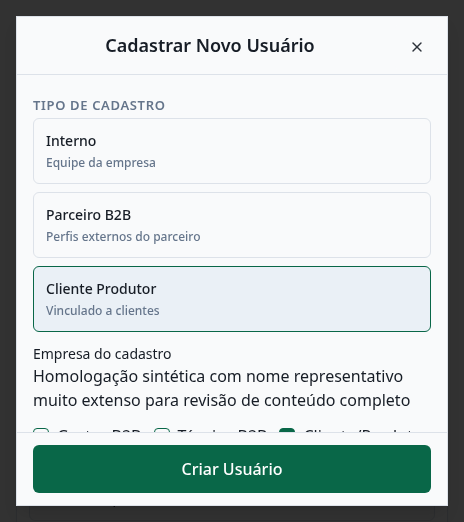 Cadastrar Novo Usuário
×
TIPO DE CADASTRO
Interno
Equipe da empresa
Parceiro B2B
Perfis externos do parceiro
Cliente Produtor
Vinculado a clientes
Empresa do cadastro
Homologação sintética com nome representativo
muito extenso para revisão de conteúdo completo
Criar Usuário